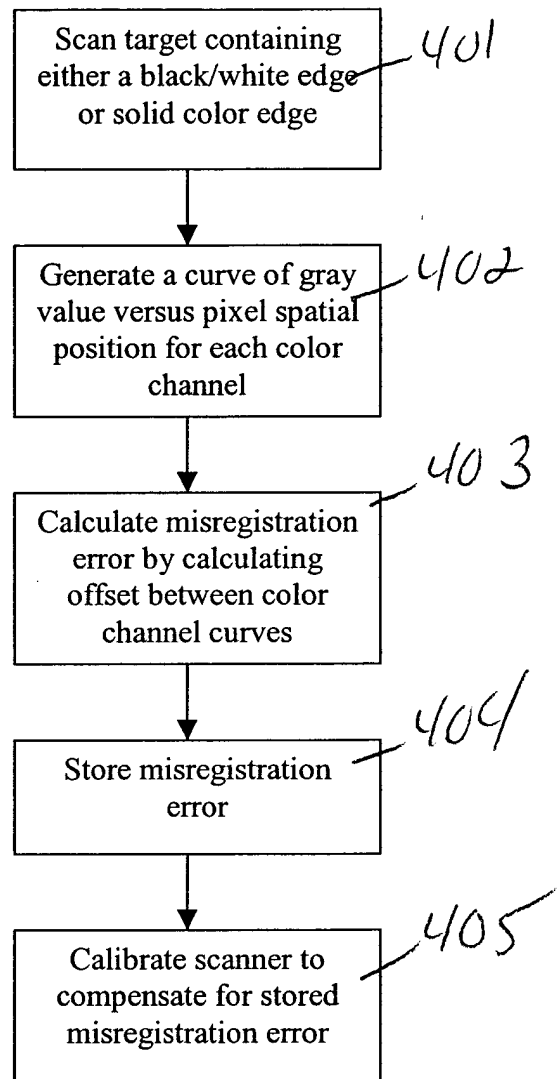 Scan target containing
either a black/white edge
or solid color edge
401
Generate a curve of gray
value versus pixel spatial
position for each color
channel
402
Calculate misregistration
error by calculating
offset between color
channel curves
403
Store misregistration
error
404
Calibrate scanner to
compensate for stored
misregistration error
405